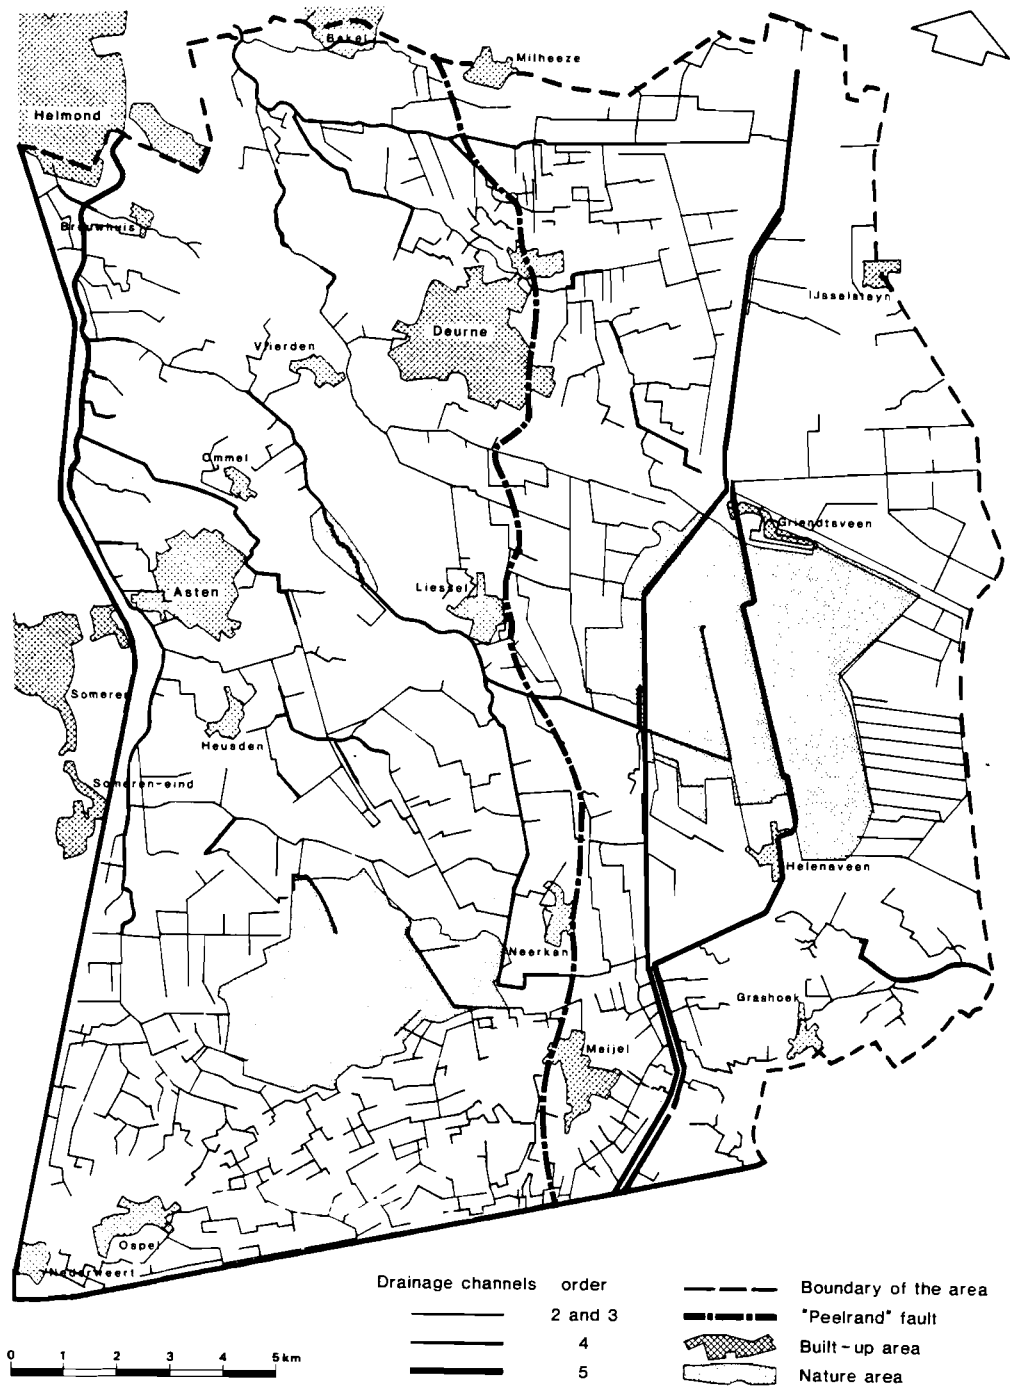 Bakel
Milheeze
Helmond
Brouwhuis
IJsselsteyn
Deurne
Vlierden
Ommel
Griendtsveen
Liessel
Asten
Someren
Heusden
Someren-eind
Helenaveen
Neerkan
Grashoek
Meijel
Ospel
Nederweert
Drainage channels order
2 and 3
4
5
Boundary of the area
"Peelrand" fault
Built-up area
Nature area
0 1 2 3 4 5km